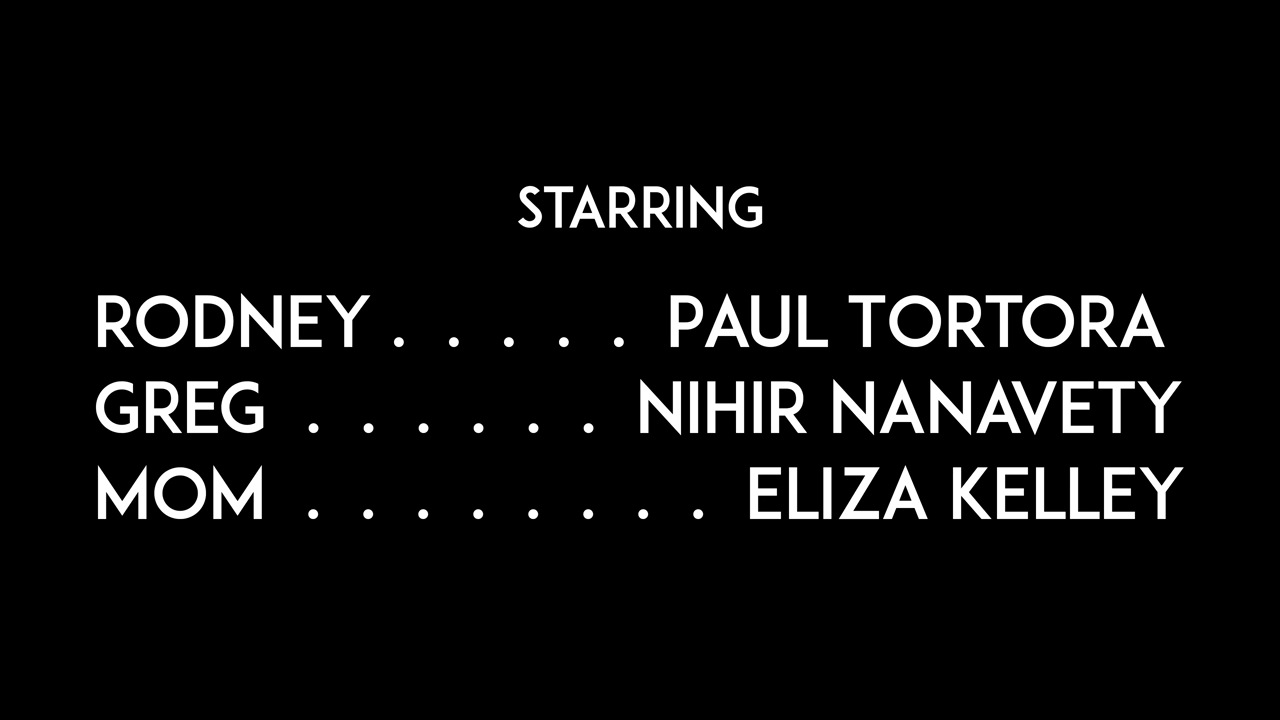 STARRING
RODNEY . . . . . PAUL TORTORA
GREG . . . . . . NIHIR NANAVETY
MOM . . . . . . . . ELIZA KELLEY